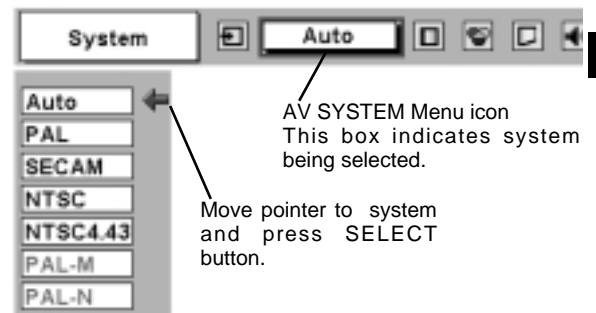 System
Auto
Auto
PAL
SECAM
NTSC
NTSC4.43
PAL-M
PAL-N
AV SYSTEM Menu icon
This box indicates system
being selected.
Move pointer to system
and press SELECT
button.